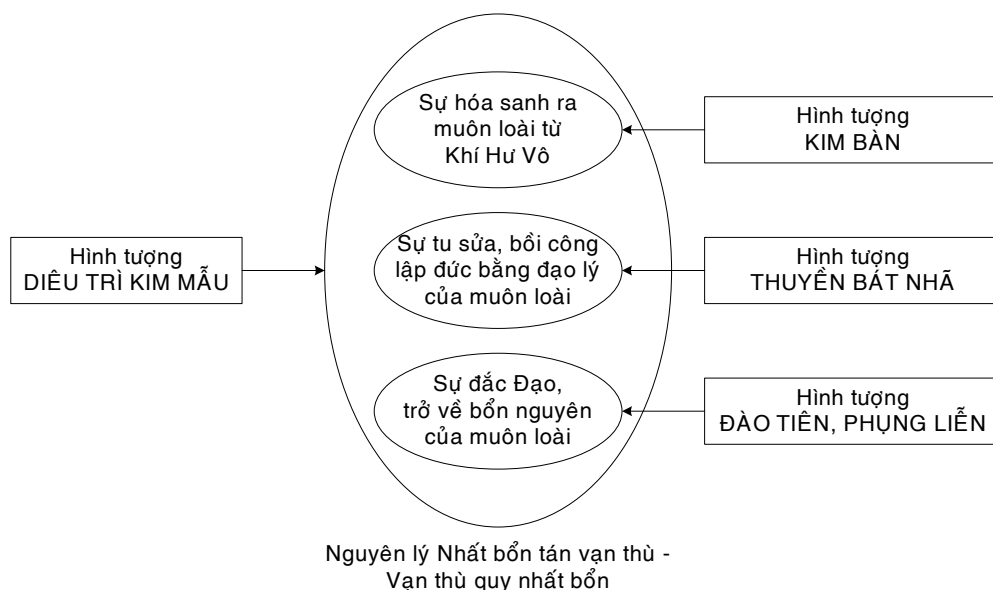 Sự hóa sanh ra
muôn loài từ
Khí Hư Vô
Hình tượng
KIM BÀN
Hình tượng
DIÊU TRÌ KIM MẪU
Sự tu sửa, bồi công
lập đức bằng đạo lý
của muôn loài
Hình tượng
THUYỀN BÁT NHÃ
Sự đắc Đạo,
trở về bổn nguyên
của muôn loài
Hình tượng
ĐÀO TIÊN, PHỤNG LIỄN
Nguyên lý Nhất bổn tán vạn thù -
Vạn thù quy nhất bổn